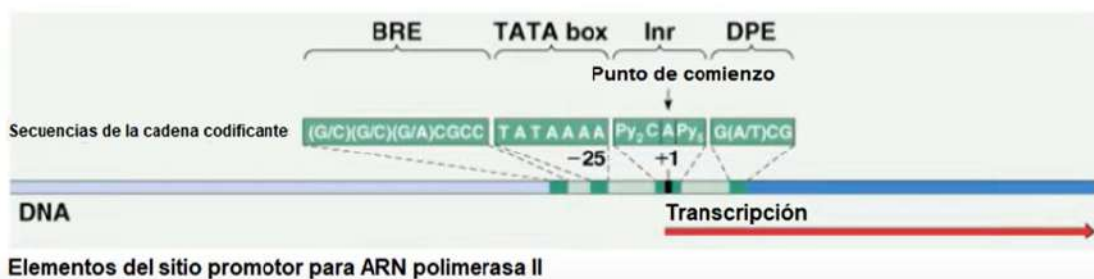 BRE TATA box Inr DPE
Punto de comienzo
Secuencias de la cadena codificante (G/C)(G/C)(G/A)CGCC TATAAAA Py₂CAPy₅ G(A/T)CG
−25 +1
DNA Transcripción
Elementos del sitio promotor para ARN polimerasa II